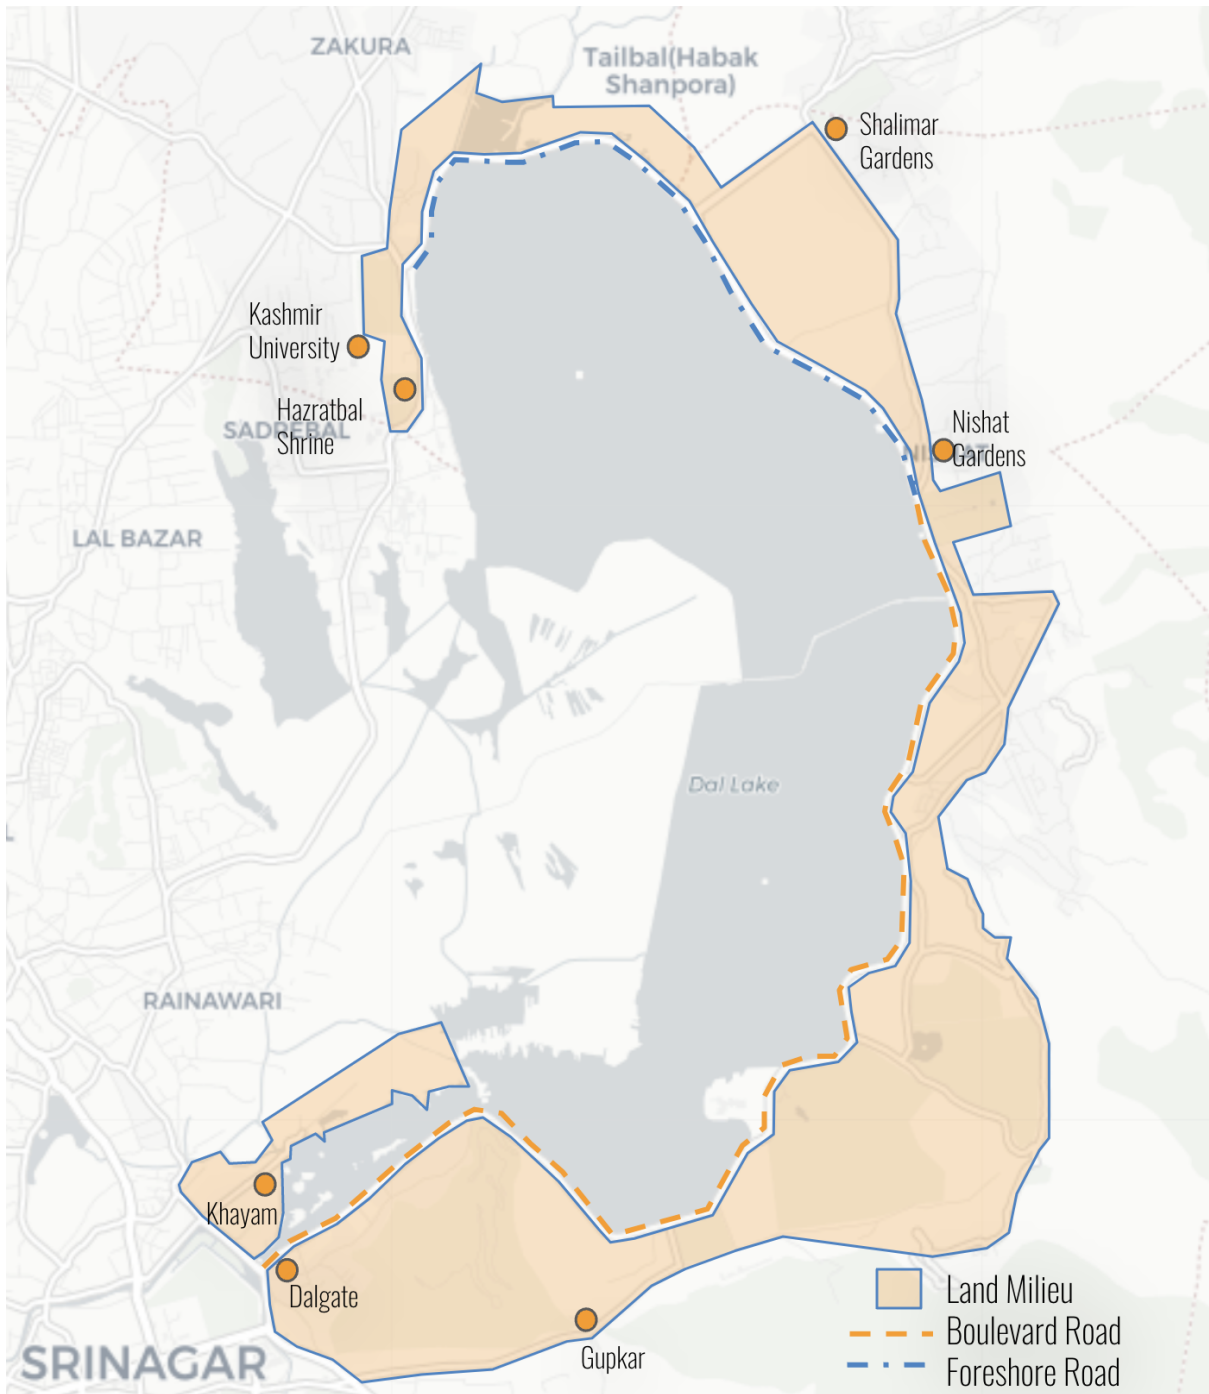 ZAKURA
Tailbal(Habak
Shanpora)
Shalimar
Gardens
Kashmir
University
Hazratbal
Shrine
SADREBAL
Nishat
Gardens
LAL BAZAR
Dal Lake
RAINAWARI
Khayam
Dalgate
Gupkar
SRINAGAR
Land Milieu
Boulevard Road
Foreshore Road